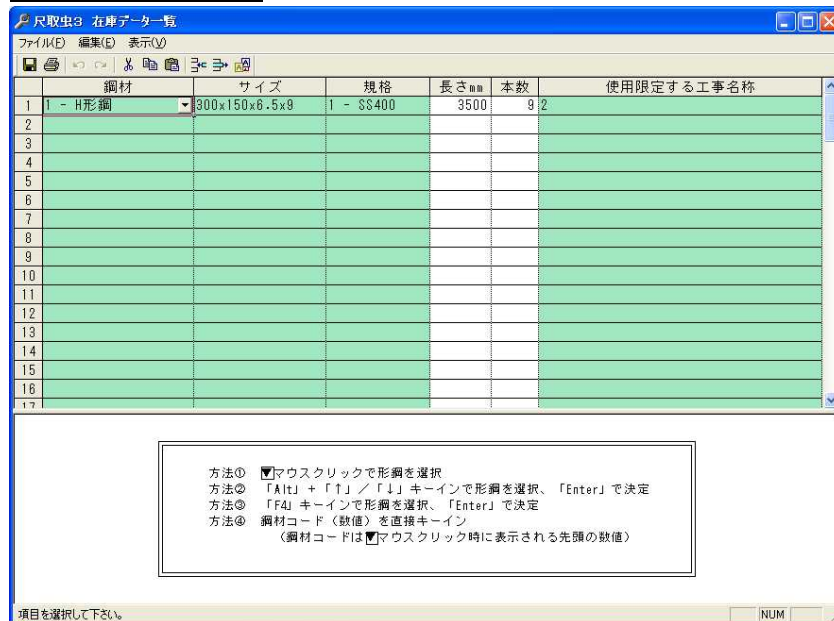 尺取虫3 在庫データ一覧
ファイル(F) 編集(E) 表示(V)
鋼材 サイズ 規格 長さmm 本数 使用限定する工事名称
1 1 - H形鋼 300x150x6.5x9 1 - SS400 3500 9 2
2
3
4
5
6
7
8
9
10
11
12
13
14
15
16
17
方法① ▼マウスクリックで形鋼を選択
方法② 「Alt」+「↑」/「↓」キーインで形鋼を選択、「Enter」で決定
方法③ 「F4」キーインで形鋼を選択、「Enter」で決定
方法④ 鋼材コード（数値）を直接キーイン
（鋼材コードは▼マウスクリック時に表示される先頭の数値）
項目を選択して下さい。 NUM